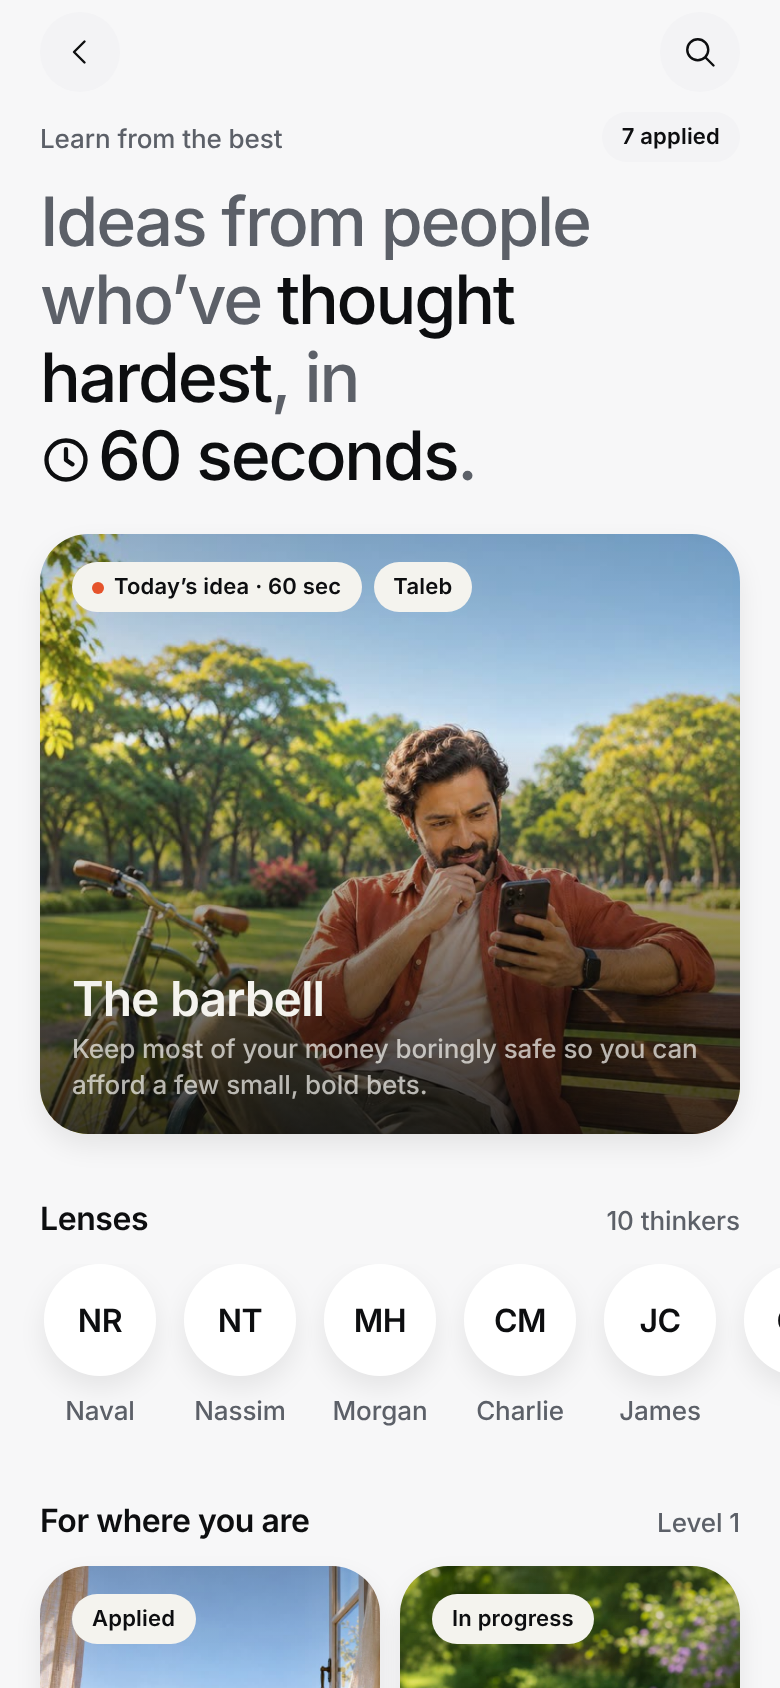 Learn from the best
7 applied
Ideas from people
who’ve thought
hardest, in
60 seconds.
Today’s idea · 60 sec
Taleb
The barbell
Keep most of your money boringly safe so you can
afford a few small, bold bets.
Lenses
10 thinkers
NR
NT
MH
CM
JC
Naval
Nassim
Morgan
Charlie
James
For where you are
Level 1
Applied
In progress